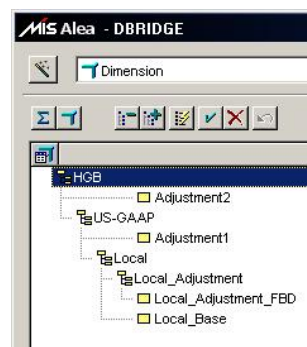 MIS Alea - DBRIDGE
Dimension
Σ
HGB
Adjustment2
US-GAAP
Adjustment1
Local
Local_Adjustment
Local_Adjustment_FBD
Local_Base